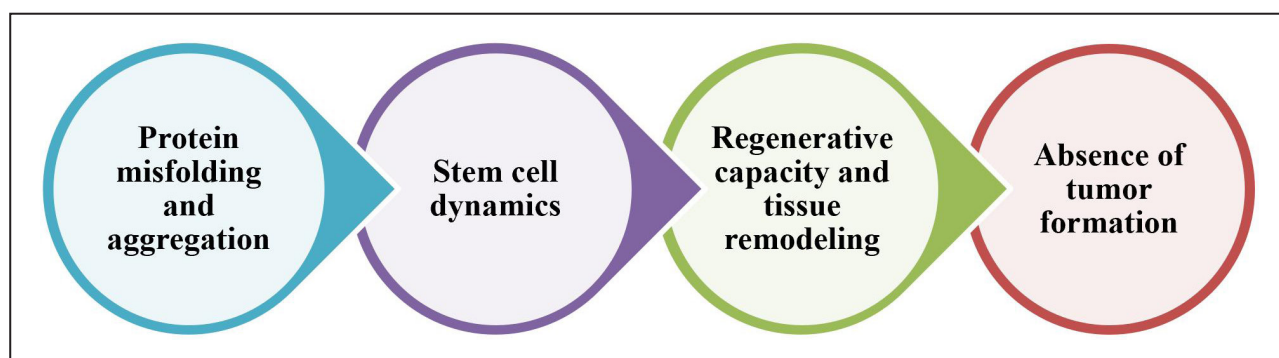 Protein
misfolding
and
aggregation
Stem cell
dynamics
Regenerative
capacity and
tissue
remodeling
Absence of
tumor
formation